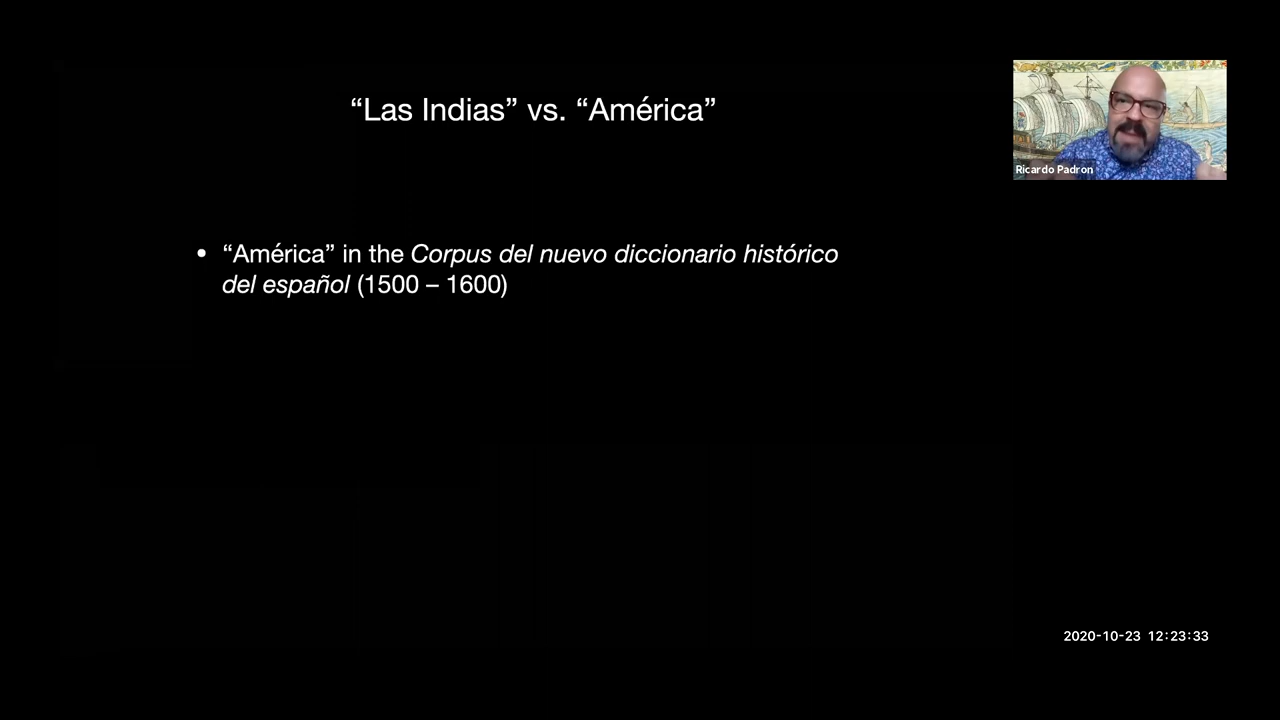 “Las Indias” vs. “América”
Ricardo Padron
• “América” in the Corpus del nuevo diccionario histórico
del español (1500 – 1600)
2020-10-23 12:23:33